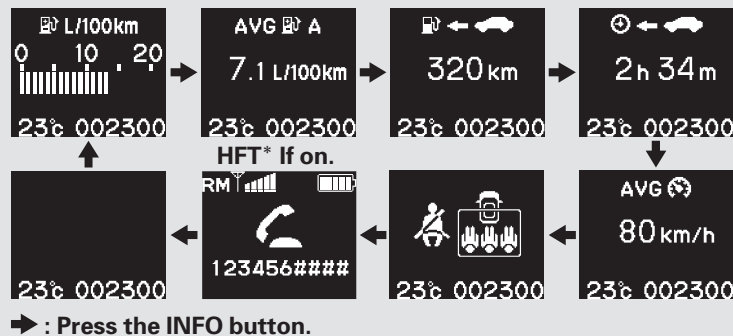 L/100km
0 10 20
23°c 002300
AVG A
7.1 L/100km
23°c 002300
320 km
23°c 002300
2h 34m
23°c 002300
HFT* If on.
23°c 002300
RM
123456####
23°c 002300
AVG
80 km/h
23°c 002300
: Press the INFO button.